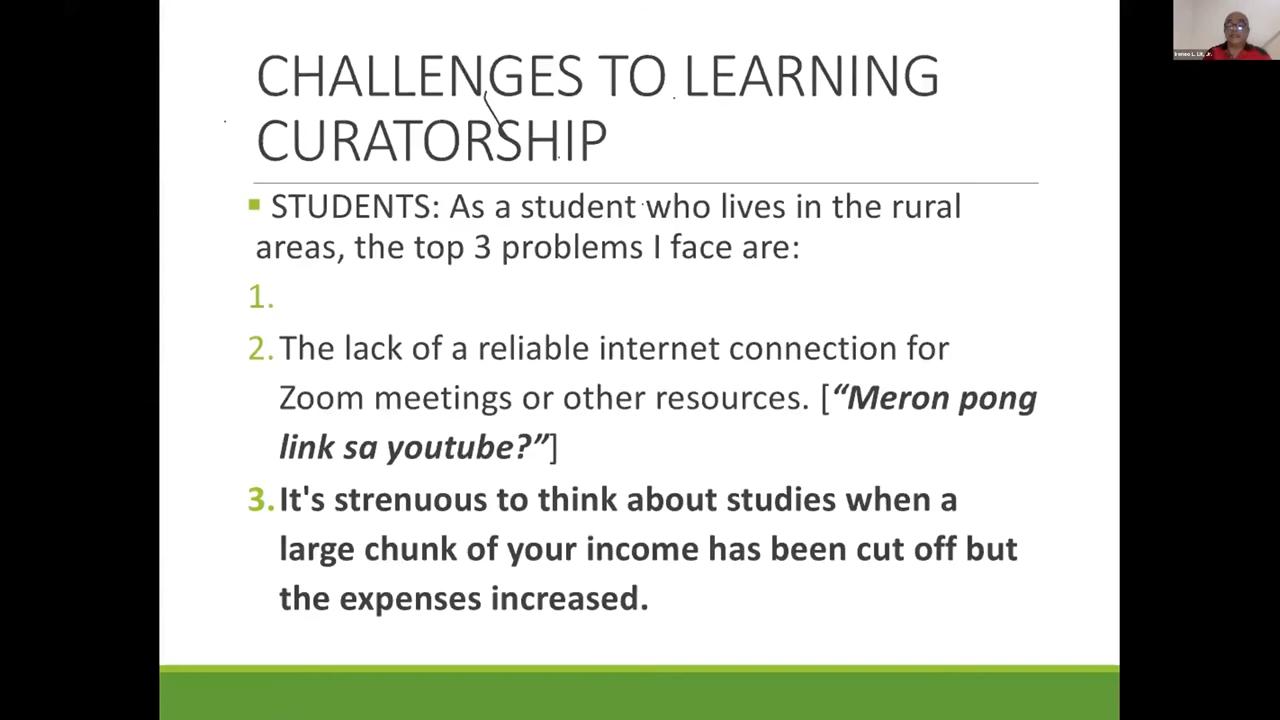 CHALLENGES TO LEARNING
CURATORSHIP
STUDENTS: As a student who lives in the rural
areas, the top 3 problems I face are:
1.
2. The lack of a reliable internet connection for
Zoom meetings or other resources. [“Meron pong
link sa youtube?”]
3. It's strenuous to think about studies when a
large chunk of your income has been cut off but
the expenses increased.
Ireneo L. Lit, Jr.